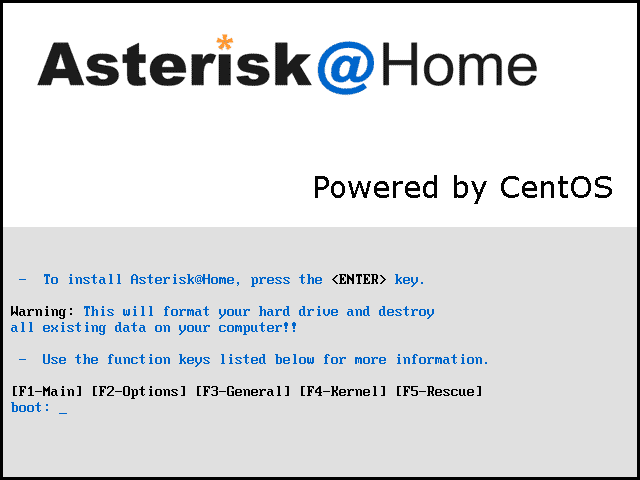 Asterisk@Home
Powered by CentOS
- To install Asterisk@Home, press the <ENTER> key.
Warning: This will format your hard drive and destroy
all existing data on your computer!!
- Use the function keys listed below for more information.
[F1-Main] [F2-Options] [F3-General] [F4-Kernel] [F5-Rescue]
boot: _